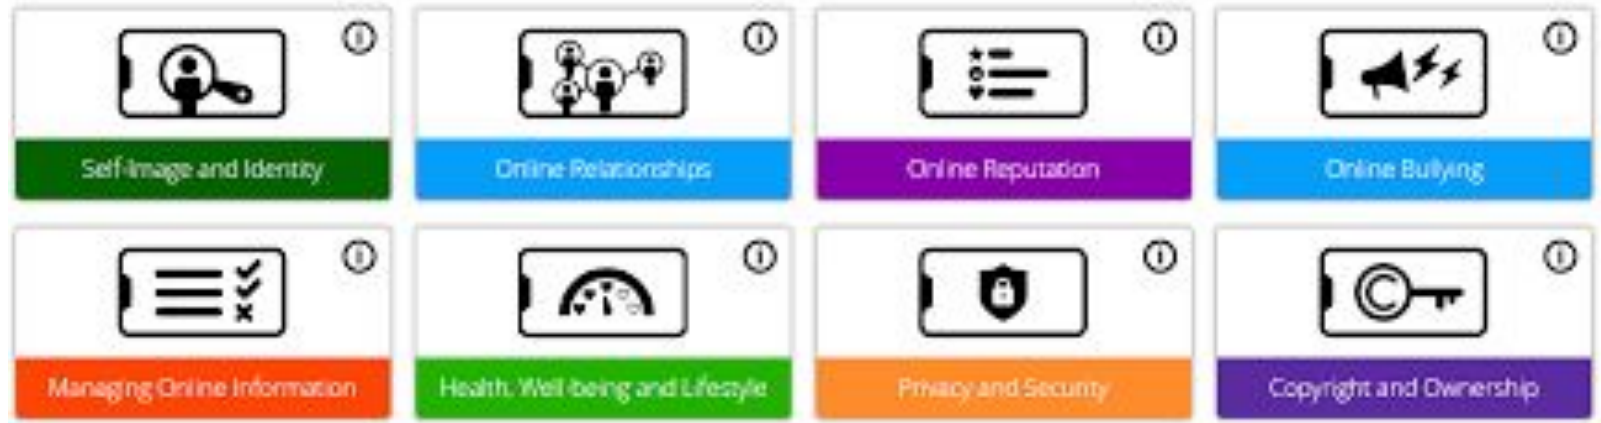 Self-Image and Identity
Online Relationships
Online Reputation
Online Bullying
Managing Online Information
Health, Well-being and Lifestyle
Privacy and Security
Copyright and Ownership